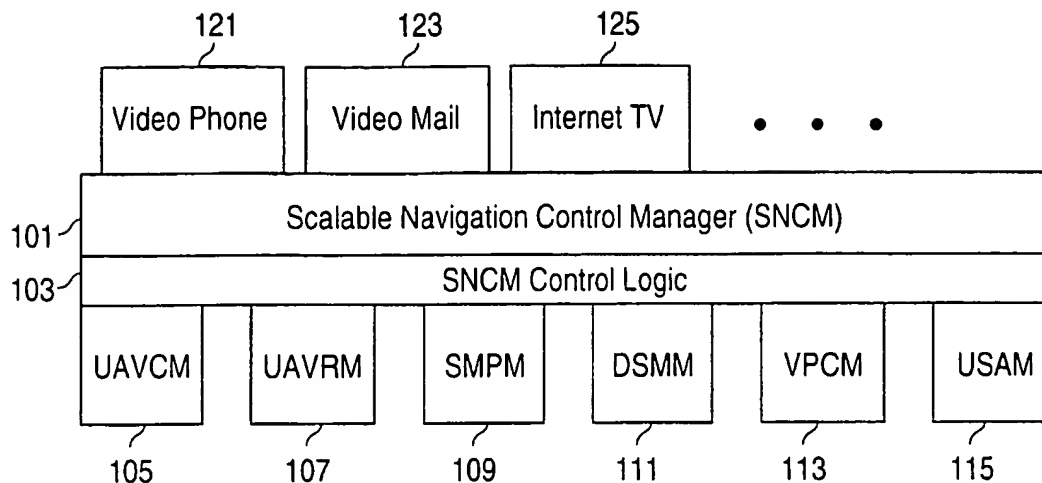 121 123 125
Video Phone Video Mail Internet TV
101 Scalable Navigation Control Manager (SNCM)
103 SNCM Control Logic
UAVCM UAVRM SMPM DSMM VPCM USAM
105 107 109 111 113 115